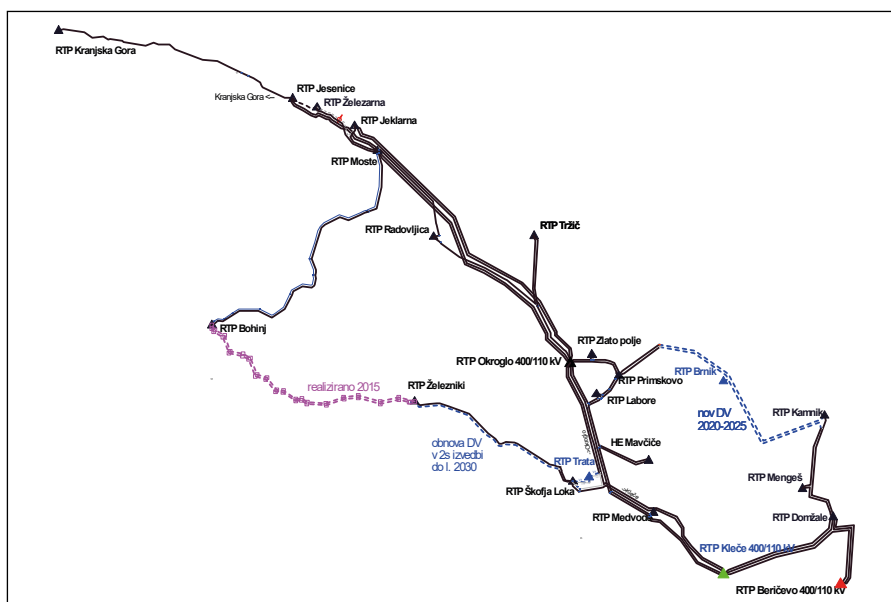 RTP Kranjska Gora
RTP Jesenice
Kranjska Gora <--
RTP Železarna
RTP Jeklarna
RTP Moste
RTP Radovljica
RTP Tržič
RTP Bohinj
RTP Zlato polje
RTP Okroglo 400/110 kV
RTP Primskovo
RTP Brnik
realizirano 2015
RTP Železniki
RTP Labore
nov DV
2020-2025
RTP Kamnik
obnova DV
v 2s izvedbi
do l. 2030
HE Mavčiče
RTP Trata
RTP Mengeš
RTP Škofja Loka
RTP Medvode
RTP Domžale
RTP Kleče 400/110 kV
RTP Beričevo 400/110 kV